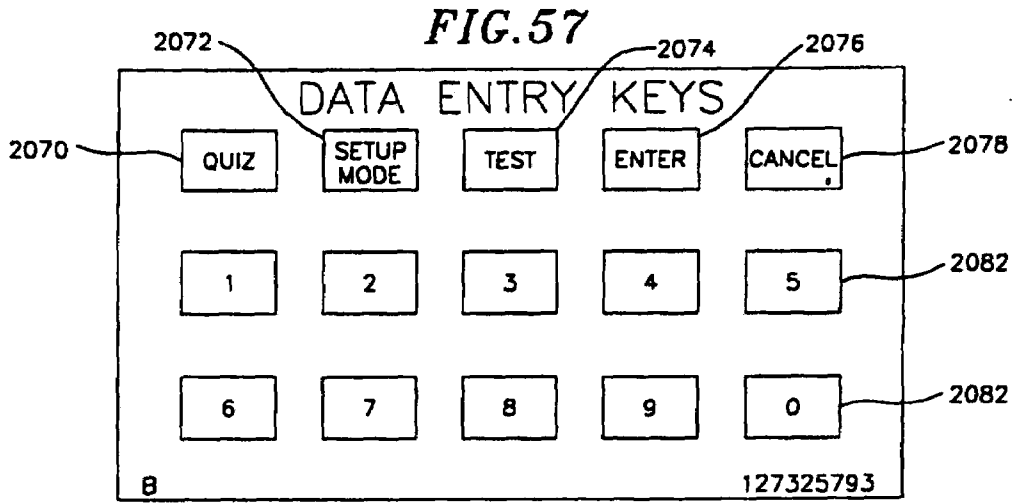 FIG.57
2072 2074 2076
DATA ENTRY KEYS
2070 QUIZ SETUP MODE TEST ENTER CANCEL 2078
1 2 3 4 5 2082
6 7 8 9 0 2082
B 127325793